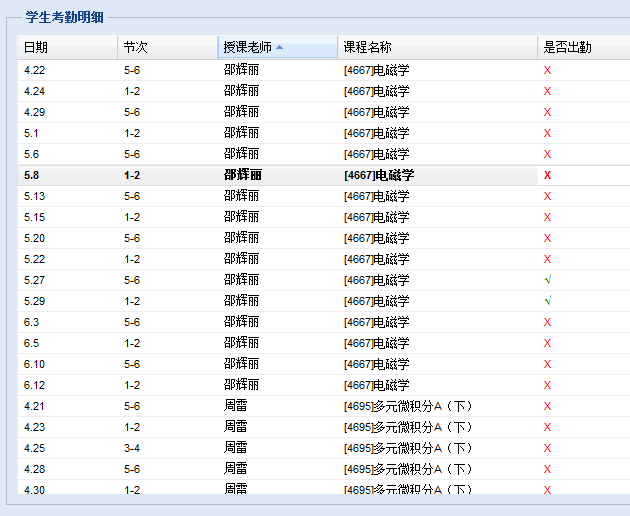 学生考勤明细
日期 节次 授课老师 课程名称 是否出勤
4.22 5-6 邵辉丽 [4667]电磁学 X
4.24 1-2 邵辉丽 [4667]电磁学 X
4.29 5-6 邵辉丽 [4667]电磁学 X
5.1 1-2 邵辉丽 [4667]电磁学 X
5.6 5-6 邵辉丽 [4667]电磁学 X
5.8 1-2 邵辉丽 [4667]电磁学 X
5.13 5-6 邵辉丽 [4667]电磁学 X
5.15 1-2 邵辉丽 [4667]电磁学 X
5.20 5-6 邵辉丽 [4667]电磁学 X
5.22 1-2 邵辉丽 [4667]电磁学 X
5.27 5-6 邵辉丽 [4667]电磁学 √
5.29 1-2 邵辉丽 [4667]电磁学 √
6.3 5-6 邵辉丽 [4667]电磁学 X
6.5 1-2 邵辉丽 [4667]电磁学 X
6.10 5-6 邵辉丽 [4667]电磁学 X
6.12 1-2 邵辉丽 [4667]电磁学 X
4.21 5-6 周雷 [4695]多元微积分A（下） X
4.23 1-2 周雷 [4695]多元微积分A（下） X
4.25 3-4 周雷 [4695]多元微积分A（下） X
4.28 5-6 周雷 [4695]多元微积分A（下） X
4.30 1-2 周雷 [4695]多元微积分A（下） X